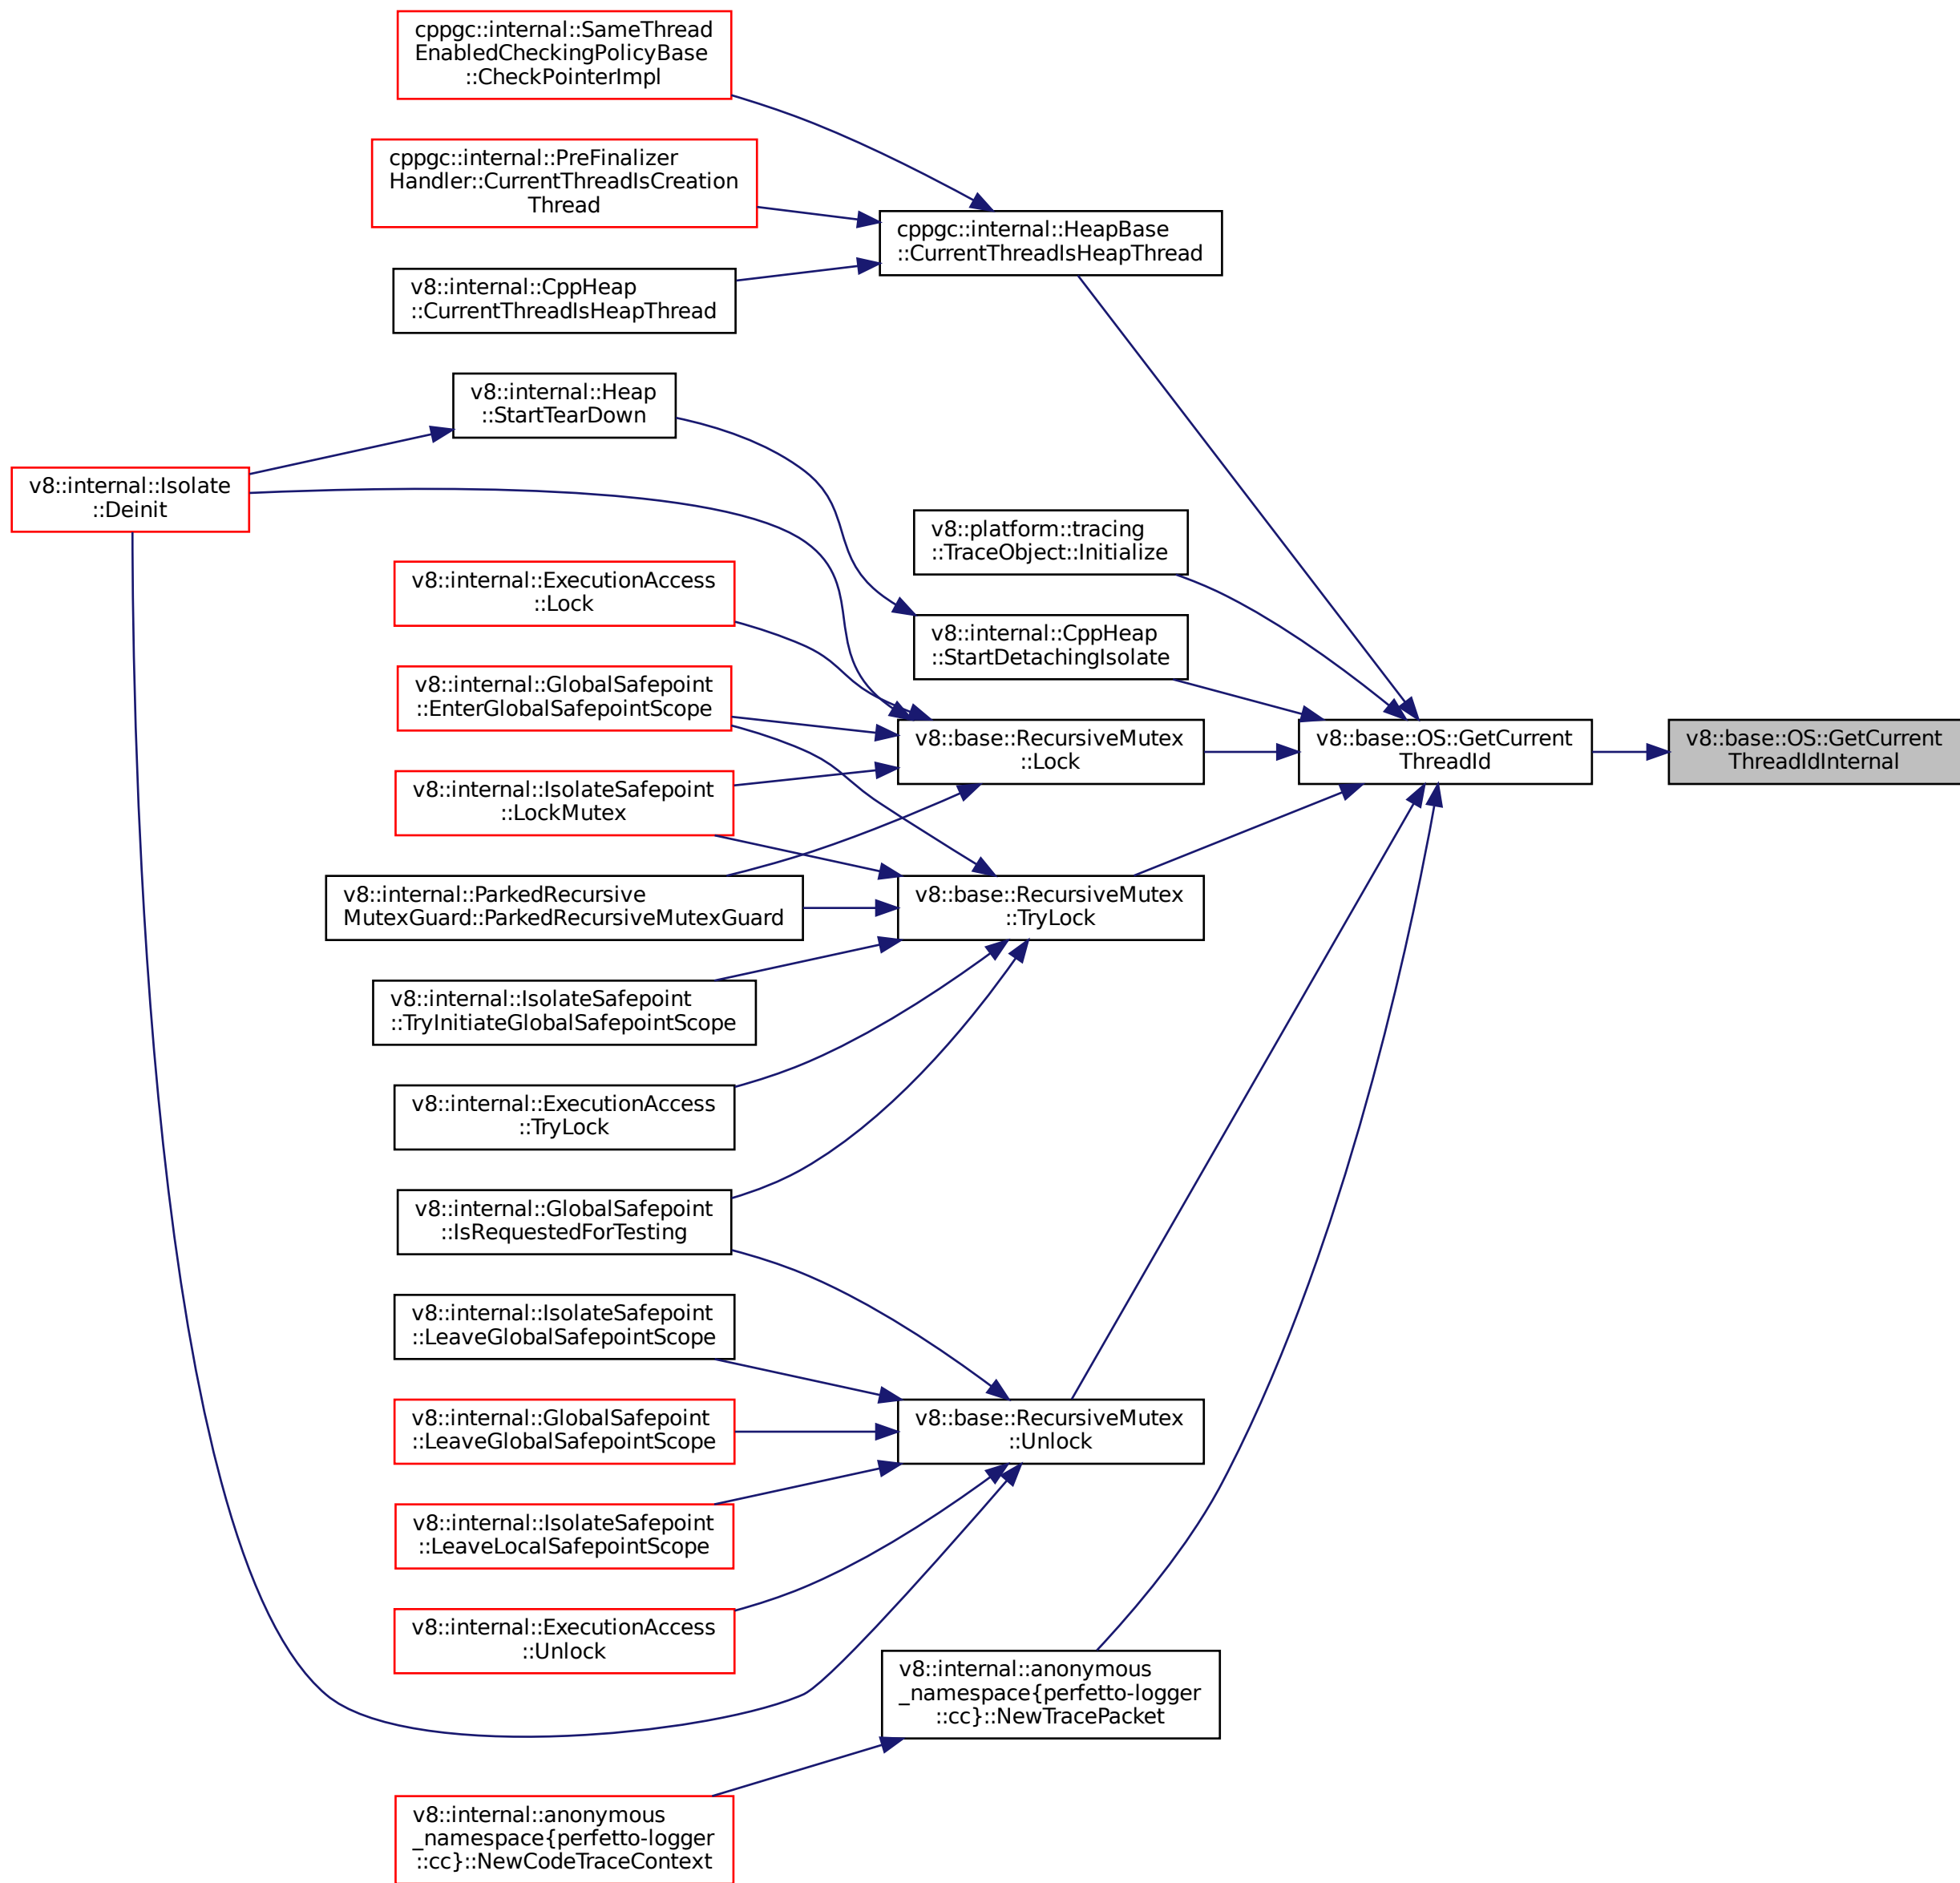 cppgc::internal::SameThread
EnabledCheckingPolicyBase
::CheckPointerImpl
cppgc::internal::PreFinalizer
Handler::CurrentThreadIsCreation
Thread
cppgc::internal::HeapBase
::CurrentThreadIsHeapThread
v8::internal::CppHeap
::CurrentThreadIsHeapThread
v8::internal::Heap
::StartTearDown
v8::internal::Isolate
::Deinit
v8::platform::tracing
::TraceObject::Initialize
v8::internal::ExecutionAccess
::Lock
v8::internal::CppHeap
::StartDetachingIsolate
v8::internal::GlobalSafepoint
::EnterGlobalSafepointScope
v8::base::RecursiveMutex
::Lock
v8::base::OS::GetCurrent
ThreadId
v8::base::OS::GetCurrent
ThreadIdInternal
v8::internal::IsolateSafepoint
::LockMutex
v8::internal::ParkedRecursive
MutexGuard::ParkedRecursiveMutexGuard
v8::base::RecursiveMutex
::TryLock
v8::internal::IsolateSafepoint
::TryInitiateGlobalSafepointScope
v8::internal::ExecutionAccess
::TryLock
v8::internal::GlobalSafepoint
::IsRequestedForTesting
v8::internal::IsolateSafepoint
::LeaveGlobalSafepointScope
v8::internal::GlobalSafepoint
::LeaveGlobalSafepointScope
v8::base::RecursiveMutex
::Unlock
v8::internal::IsolateSafepoint
::LeaveLocalSafepointScope
v8::internal::ExecutionAccess
::Unlock
v8::internal::anonymous
_namespace{perfetto-logger
::cc}::NewTracePacket
v8::internal::anonymous
_namespace{perfetto-logger
::cc}::NewCodeTraceContext